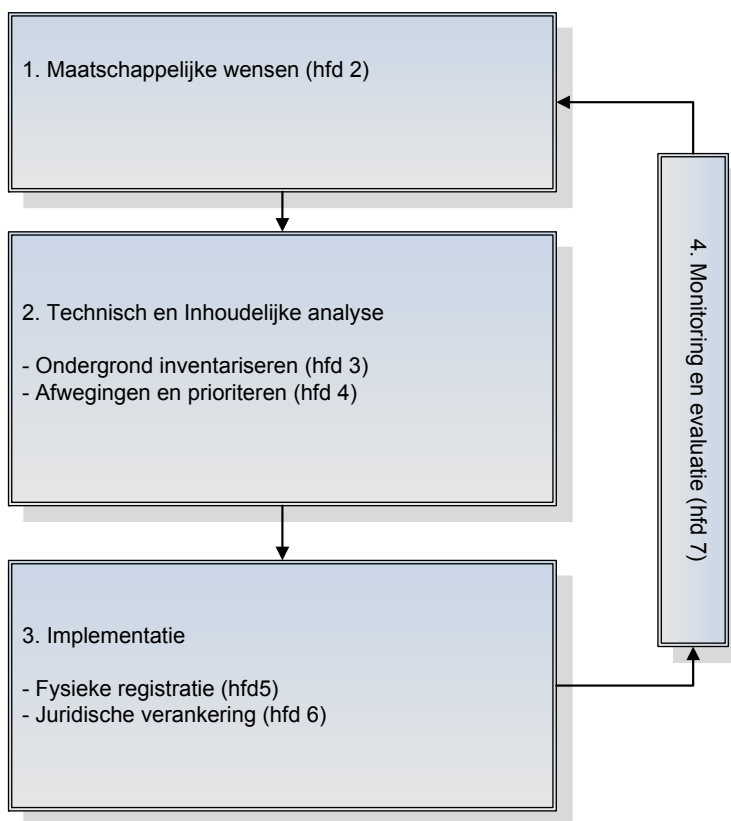 1. Maatschappelijke wensen (hfd 2)
2. Technisch en Inhoudelijke analyse
- Ondergrond inventariseren (hfd 3)
- Afwegingen en prioriteren (hfd 4)
3. Implementatie
- Fysieke registratie (hfd5)
- Juridische verankering (hfd 6)
4. Monitoring en evaluatie (hfd 7)